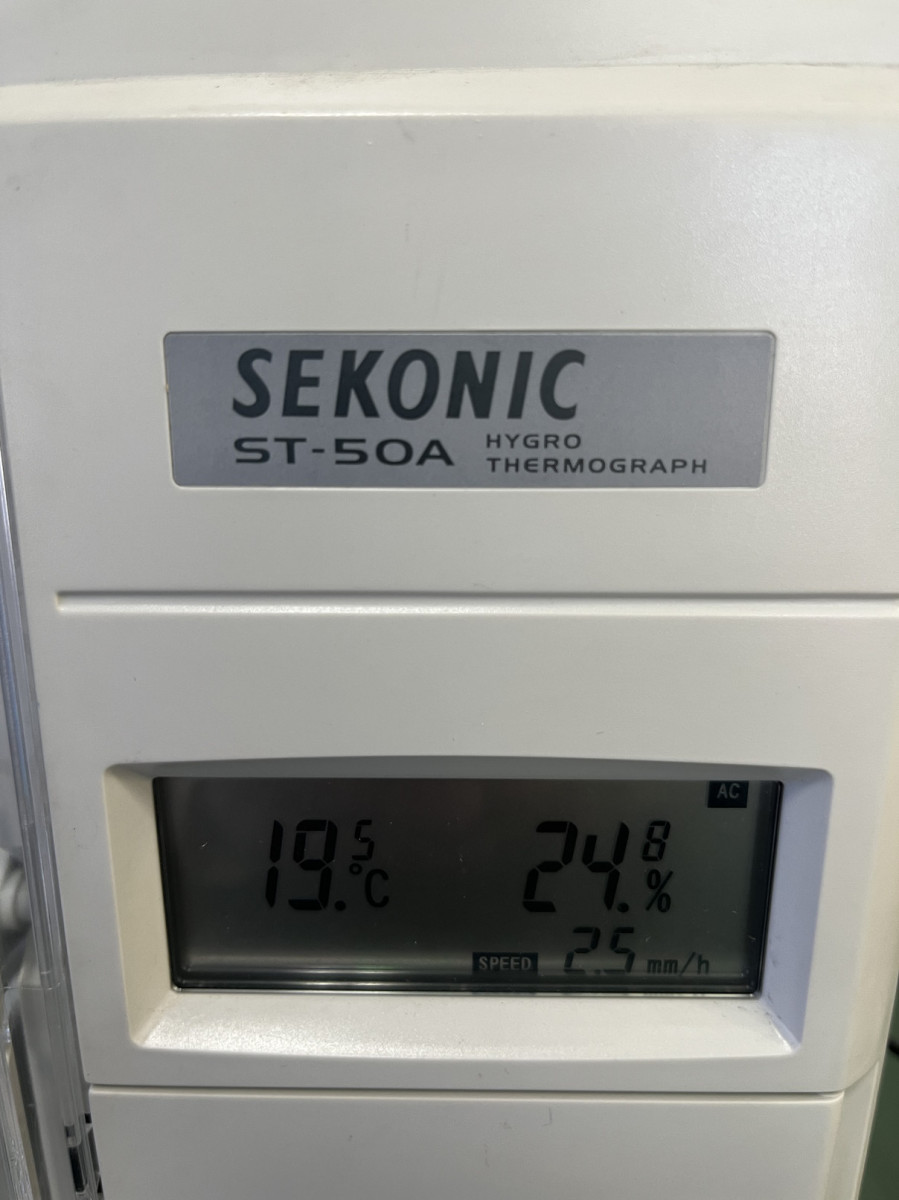 SEKONIC
ST-50A HYGRO
THERMOGRAPH
AC
19.5 °C
24.8 %
SPEED 2.5 mm/h